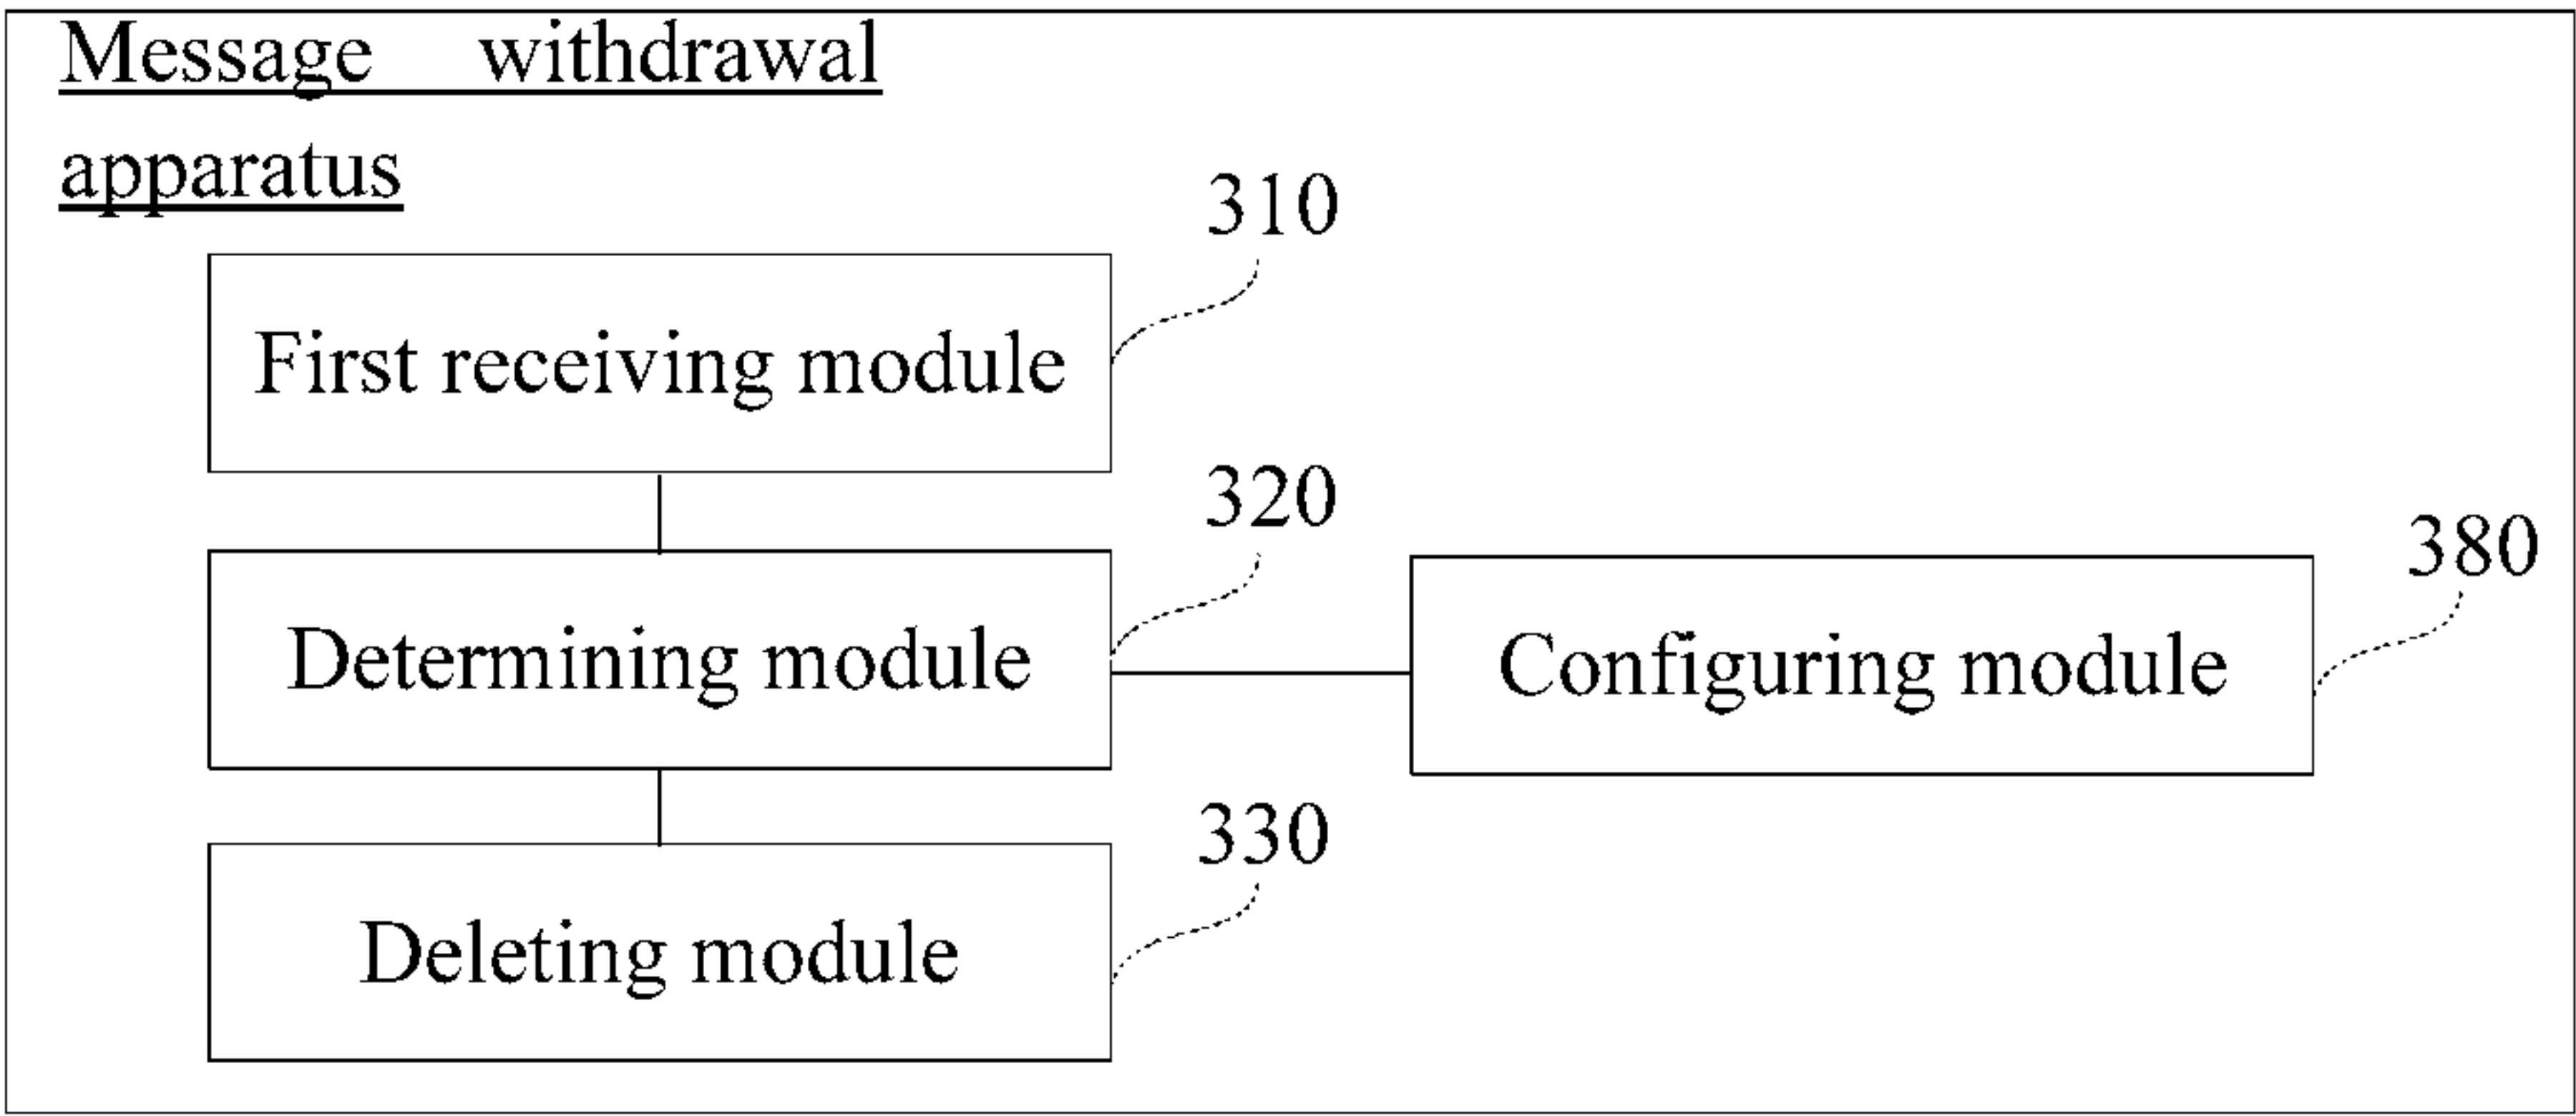 Message withdrawal
apparatus
310
First receiving module
320
380
Determining module
Configuring module
330
Deleting module